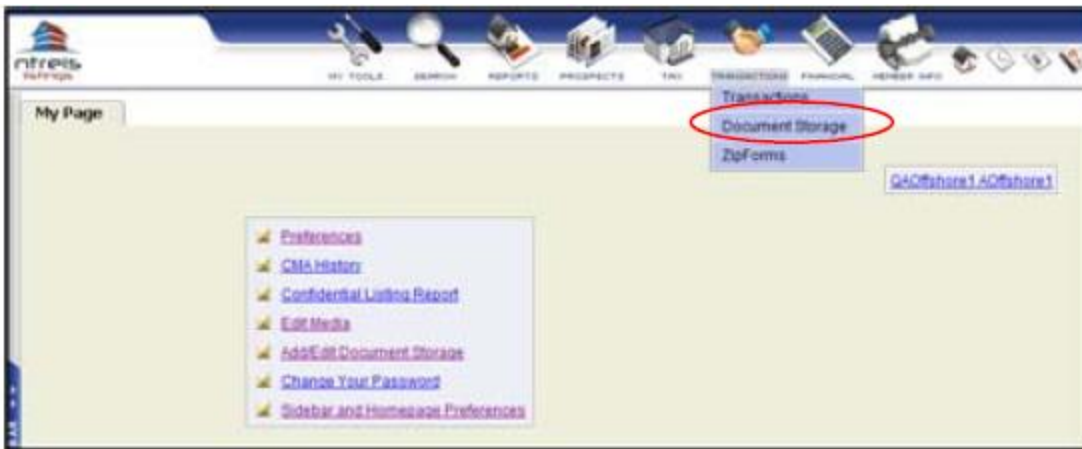 ntreis
MY TOOLS SEARCH REPORTS PROSPECTS TAX TRANSACTIONS FINANCIAL MEMBER INFO
My Page
Transactions
Document Storage
ZipForms
QAOffshore1 AOffshore1
Preferences
CMA History
Confidential Listing Report
Edit Media
Add/Edit Document Storage
Change Your Password
Sidebar and Homepage Preferences